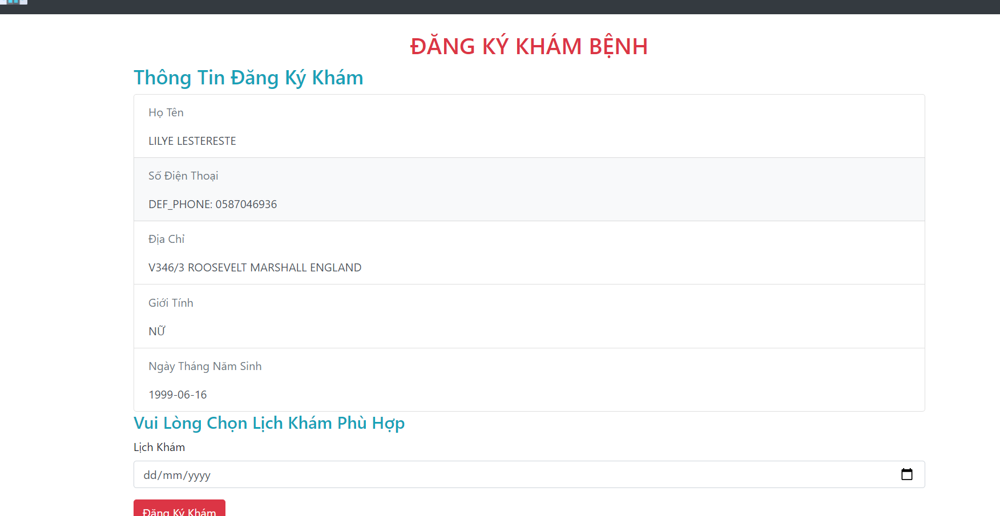 ĐĂNG KÝ KHÁM BỆNH
Thông Tin Đăng Ký Khám
Họ Tên
LILYE LESTERESTE
Số Điện Thoại
DEF_PHONE: 0587046936
Địa Chỉ
V346/3 ROOSEVELT MARSHALL ENGLAND
Giới Tính
NỮ
Ngày Tháng Năm Sinh
1999-06-16
Vui Lòng Chọn Lịch Khám Phù Hợp
Lịch Khám
dd/mm/yyyy
Đăng Ký Khám